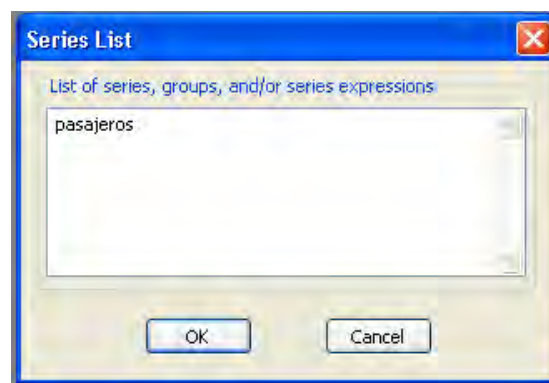 Series List
List of series, groups, and/or series expressions
pasajeros
OK
Cancel